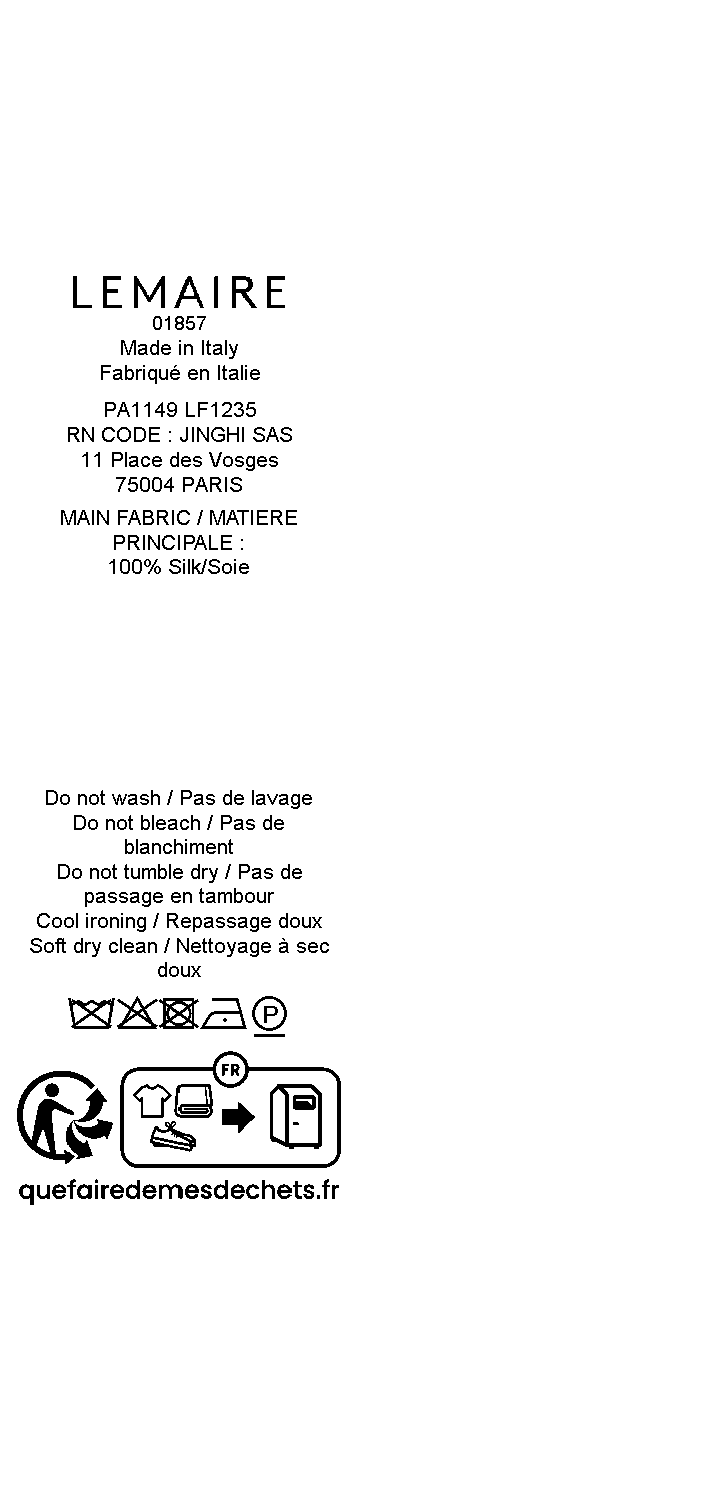 LEMAIRE
01857
Made in Italy
Fabriqué en Italie
PA1149 LF1235
RN CODE : JINGHI SAS
11 Place des Vosges
75004 PARIS
MAIN FABRIC / MATIERE
PRINCIPALE :
100% Silk/Soie
Do not wash / Pas de lavage
Do not bleach / Pas de
blanchiment
Do not tumble dry / Pas de
passage en tambour
Cool ironing / Repassage doux
Soft dry clean / Nettoyage à sec
doux
P
FR
quefairedemesdechets.fr